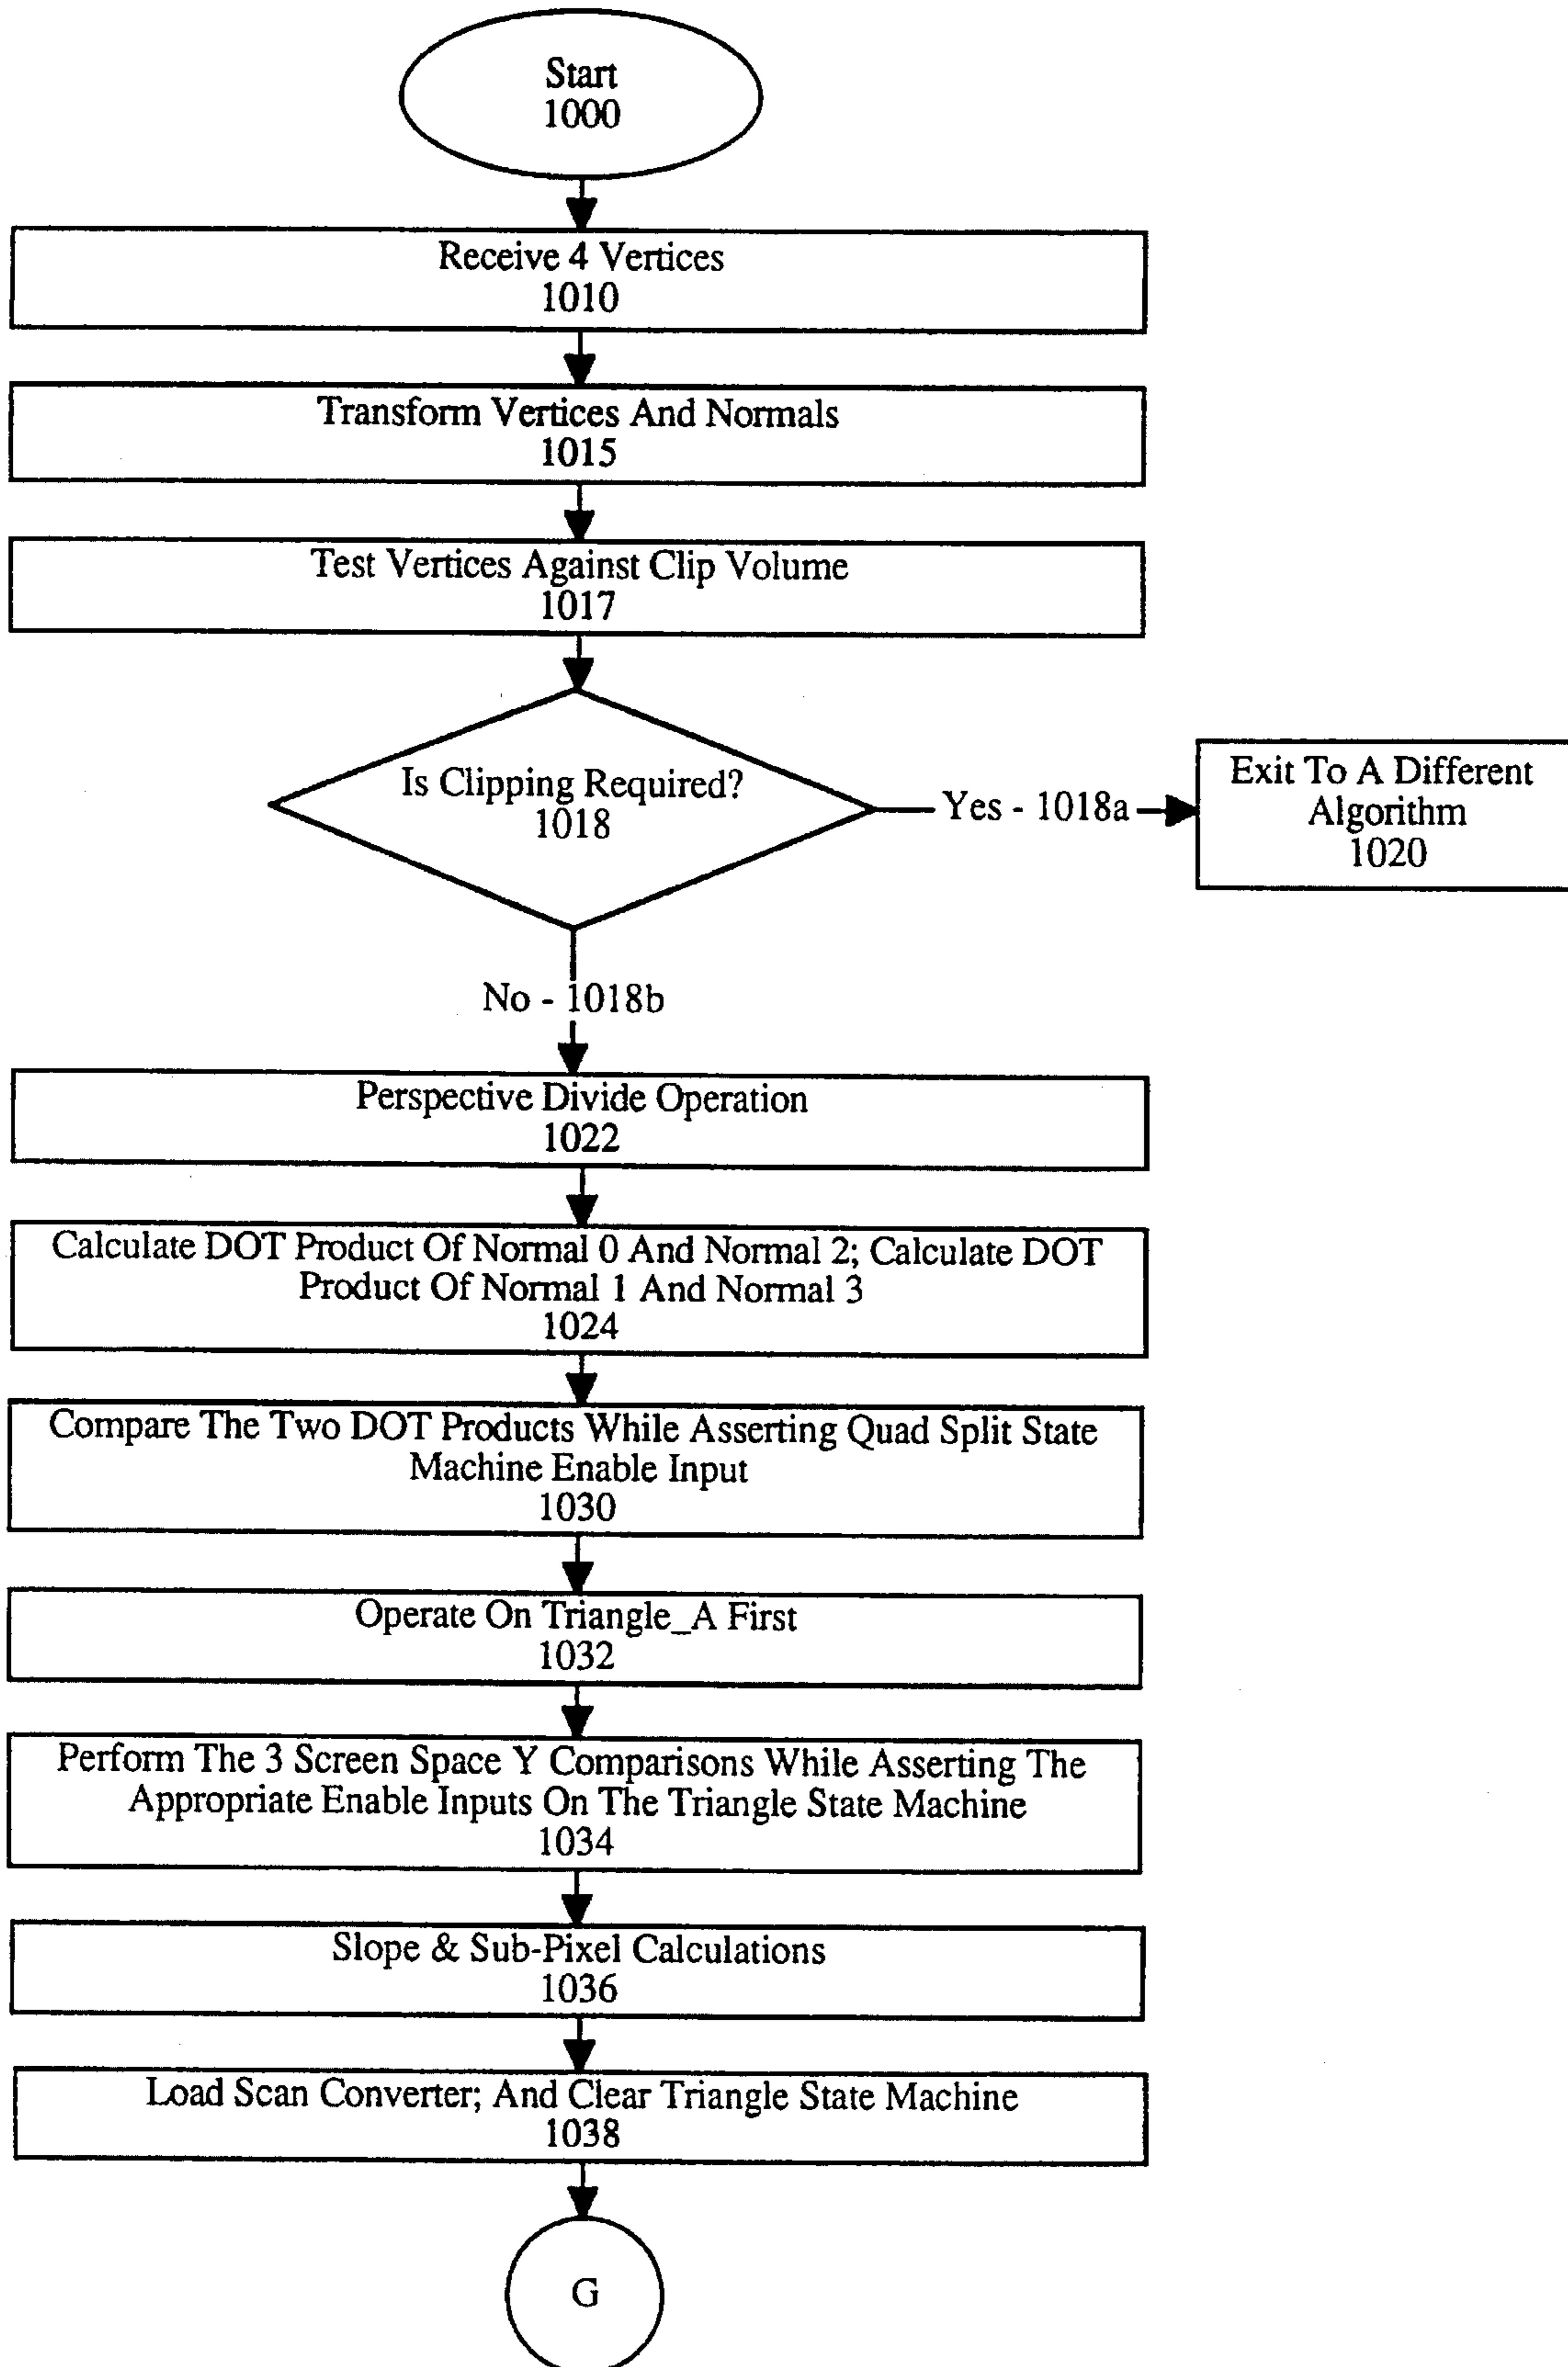 Start
1000
Receive 4 Vertices
1010
Transform Vertices And Normals
1015
Test Vertices Against Clip Volume
1017
Is Clipping Required?
1018
Yes - 1018a
Exit To A Different
Algorithm
1020
No - 1018b
Perspective Divide Operation
1022
Calculate DOT Product Of Normal 0 And Normal 2; Calculate DOT
Product Of Normal 1 And Normal 3
1024
Compare The Two DOT Products While Asserting Quad Split State
Machine Enable Input
1030
Operate On Triangle_A First
1032
Perform The 3 Screen Space Y Comparisons While Asserting The
Appropriate Enable Inputs On The Triangle State Machine
1034
Slope & Sub-Pixel Calculations
1036
Load Scan Converter; And Clear Triangle State Machine
1038
G